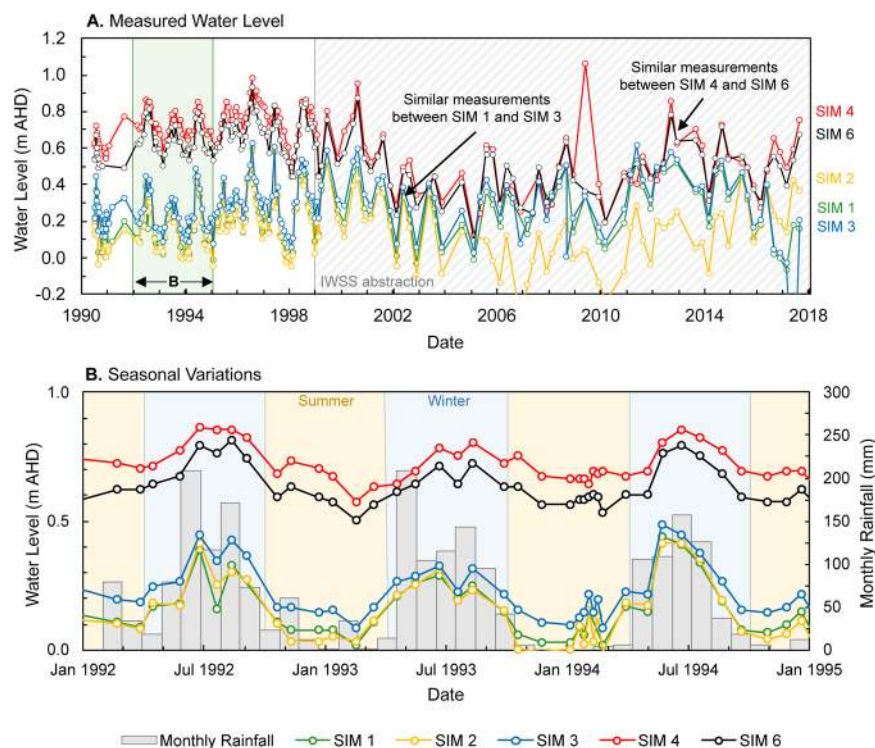 A. Measured Water Level
1.2
1.0
0.8
0.6
0.4
0.2
0.0
-0.2
Water Level (m AHD)
Similar measurements
between SIM 1 and SIM 3
Similar measurements
between SIM 4 and SIM 6
SIM 4
SIM 6
SIM 2
SIM 1
SIM 3
B
IWSS abstraction
1990 1994 1998 2002 2006 2010 2014 2018
Date
B. Seasonal Variations
1.0
0.5
0.0
Water Level (m AHD)
Summer Winter
300
250
200
150
100
50
0
Monthly Rainfall (mm)
Jan 1992 Jul 1992 Jan 1993 Jul 1993 Jan 1994 Jul 1994 Jan 1995
Date
Monthly Rainfall SIM 1 SIM 2 SIM 3 SIM 4 SIM 6